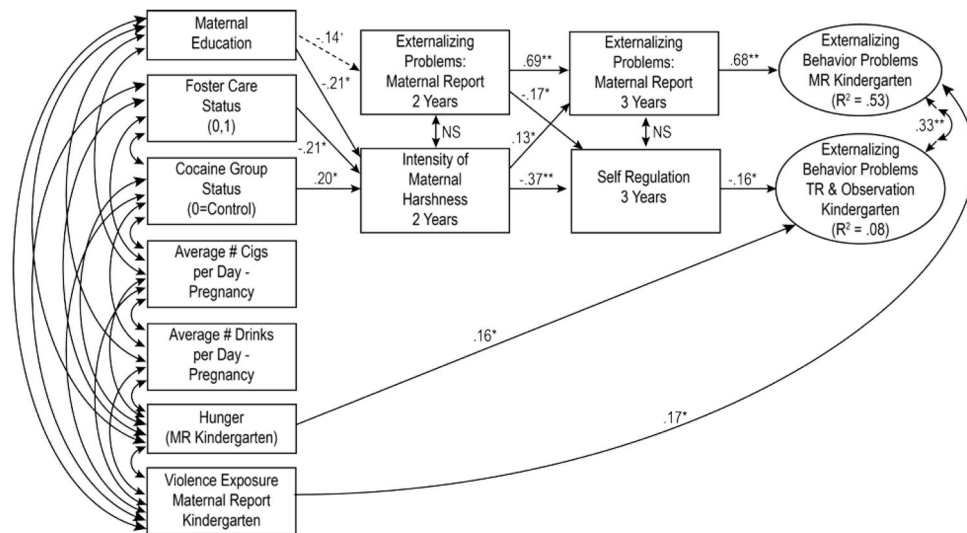 Maternal
Education
Foster Care
Status
(0,1)
Cocaine Group
Status
(0=Control)
Average # Cigs
per Day -
Pregnancy
Average # Drinks
per Day -
Pregnancy
Hunger
(MR Kindergarten)
Violence Exposure
Maternal Report
Kindergarten
-.14+
-.21*
-.21*
.20*
Externalizing
Problems:
Maternal Report
2 Years
NS
Intensity of
Maternal
Harshness
2 Years
.69**
-.17*
.13*
-.37**
Externalizing
Problems:
Maternal Report
3 Years
NS
Self Regulation
3 Years
.68**
-.16*
.16*
.17*
Externalizing
Behavior Problems
MR Kindergarten
(R² = .53)
.33**
Externalizing
Behavior Problems
TR & Observation
Kindergarten
(R² = .08)